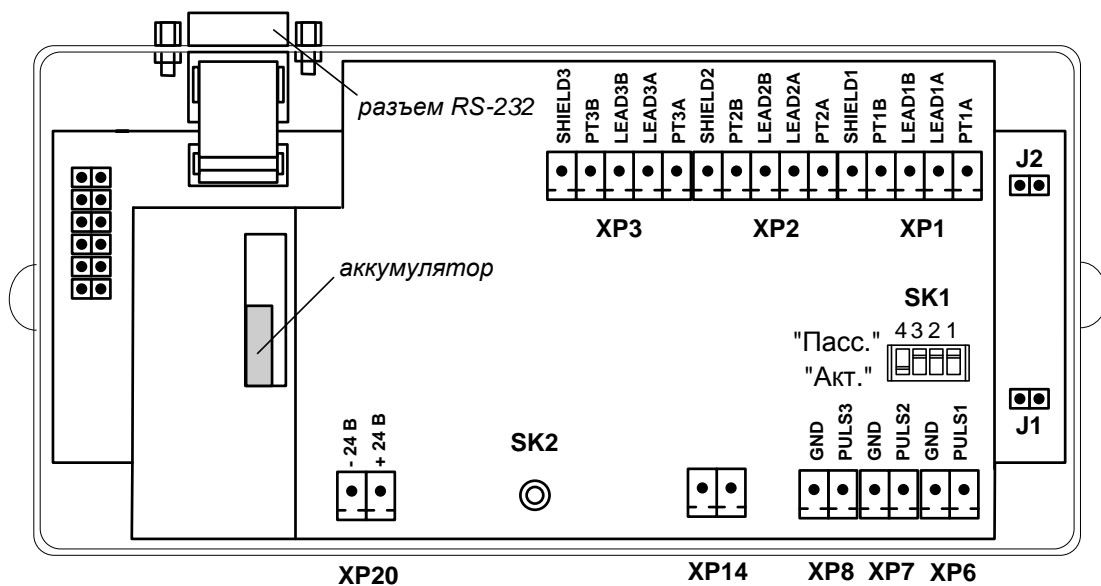 разъем RS-232
SHIELD3
PT3B
LEAD3B
LEAD3A
PT3A
SHIELD2
PT2B
LEAD2B
LEAD2A
PT2A
SHIELD1
PT1B
LEAD1B
LEAD1A
PT1A
J2
XP3
XP2
XP1
аккумулятор
SK1
"Пасс."
4 3 2 1
"Акт."
J1
- 24 В
+ 24 В
SK2
GND
PULS3
GND
PULS2
GND
PULS1
XP20
XP14
XP8
XP7
XP6